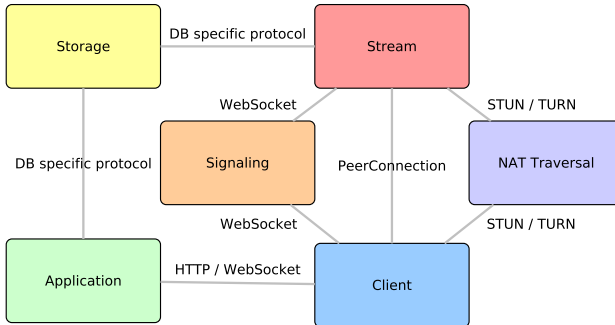 Storage
DB specific protocol
Stream
WebSocket
STUN / TURN
DB specific protocol
Signaling
PeerConnection
NAT Traversal
WebSocket
STUN / TURN
Application
HTTP / WebSocket
Client